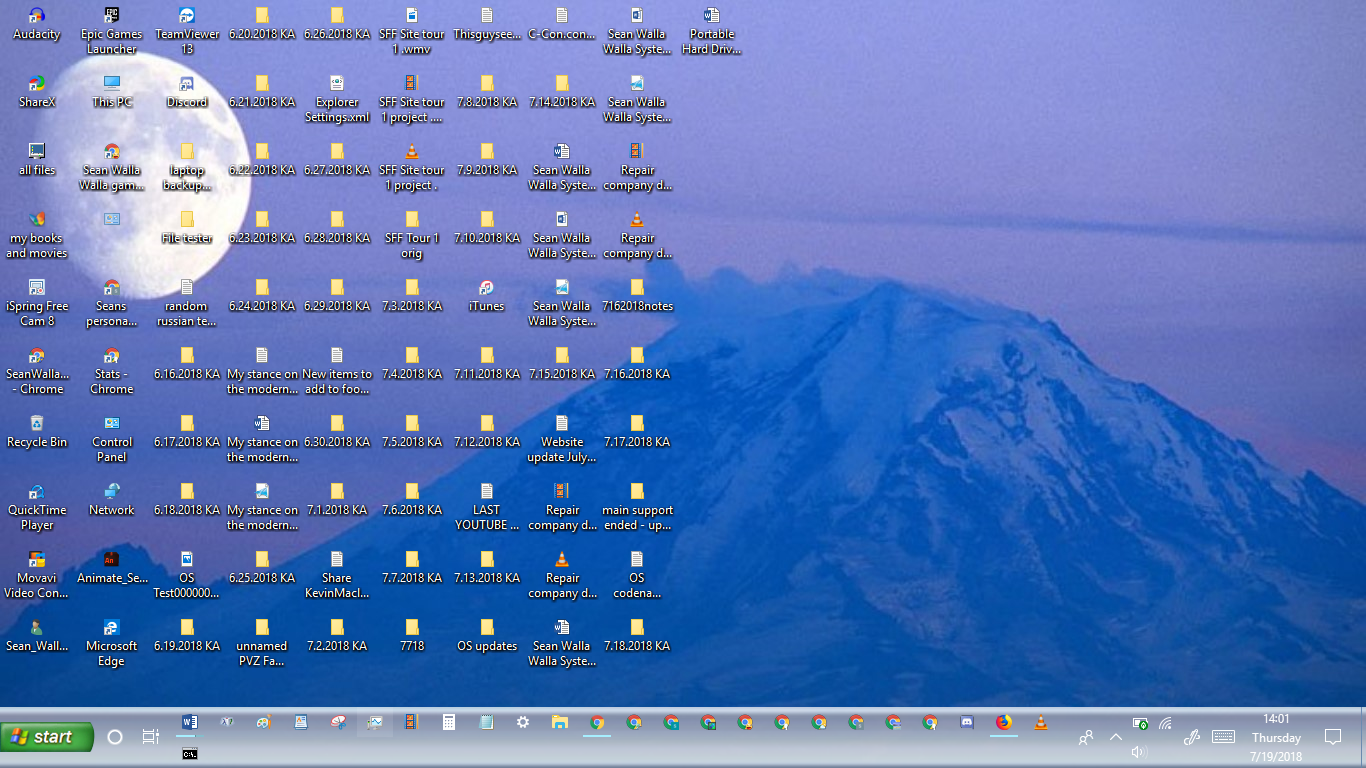 Audacity
Epic Games
Launcher
TeamViewer
13
6.20.2018 KA
6.26.2018 KA
SFF Site tour
1 .wmv
Thisguysee...
C-Con.con...
Sean Walla
Walla Syste...
Portable
Hard Driv...
ShareX
This PC
Discord
6.21.2018 KA
Explorer
Settings.xml
SFF Site tour
1 project ....
7.8.2018 KA
7.14.2018 KA
Sean Walla
Walla Syste...
all files
Sean Walla
Walla gam...
laptop
backup...
6.22.2018 KA
6.27.2018 KA
SFF Site tour
1 project .
7.9.2018 KA
Sean Walla
Walla Syste...
Repair
company d...
my books
and movies
File tester
6.23.2018 KA
6.28.2018 KA
SFF Tour 1
orig
7.10.2018 KA
Sean Walla
Walla Syste...
Repair
company d...
iSpring Free
Cam 8
Seans
persona...
random
russian te...
6.24.2018 KA
6.29.2018 KA
7.3.2018 KA
iTunes
Sean Walla
Walla Syste...
7162018notes
SeanWalla...
- Chrome
Stats -
Chrome
6.16.2018 KA
My stance on
the modern...
New items to
add to foo...
7.4.2018 KA
7.11.2018 KA
7.15.2018 KA
7.16.2018 KA
Recycle Bin
Control
Panel
6.17.2018 KA
My stance on
the modern...
6.30.2018 KA
7.5.2018 KA
7.12.2018 KA
Website
update July...
7.17.2018 KA
QuickTime
Player
Network
6.18.2018 KA
My stance on
the modern...
7.1.2018 KA
7.6.2018 KA
LAST
YOUTUBE ...
Repair
company d...
main support
ended - up...
Movavi
Video Con...
Animate_Se...
OS
Test000000...
6.25.2018 KA
Share
KevinMacl...
7.7.2018 KA
7.13.2018 KA
Repair
company d...
OS
codena...
Sean_Wall...
Microsoft
Edge
6.19.2018 KA
unnamed
PVZ Fa...
7.2.2018 KA
7718
OS updates
Sean Walla
Walla Syste...
7.18.2018 KA
start
14:01
Thursday
7/19/2018